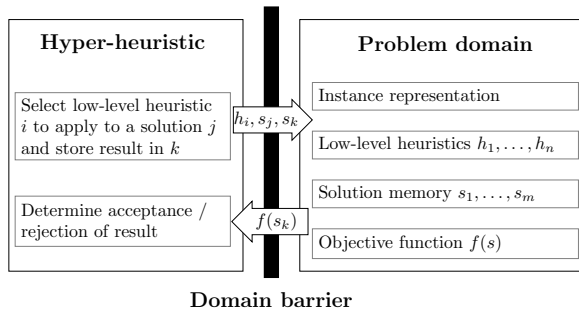 Hyper-heuristic
Select low-level heuristic
i to apply to a solution j
and store result in k
Determine acceptance /
rejection of result
h_i, s_j, s_k
f(s_k)
Problem domain
Instance representation
Low-level heuristics h_1, . . . , h_n
Solution memory s_1, . . . , s_m
Objective function f(s)
Domain barrier